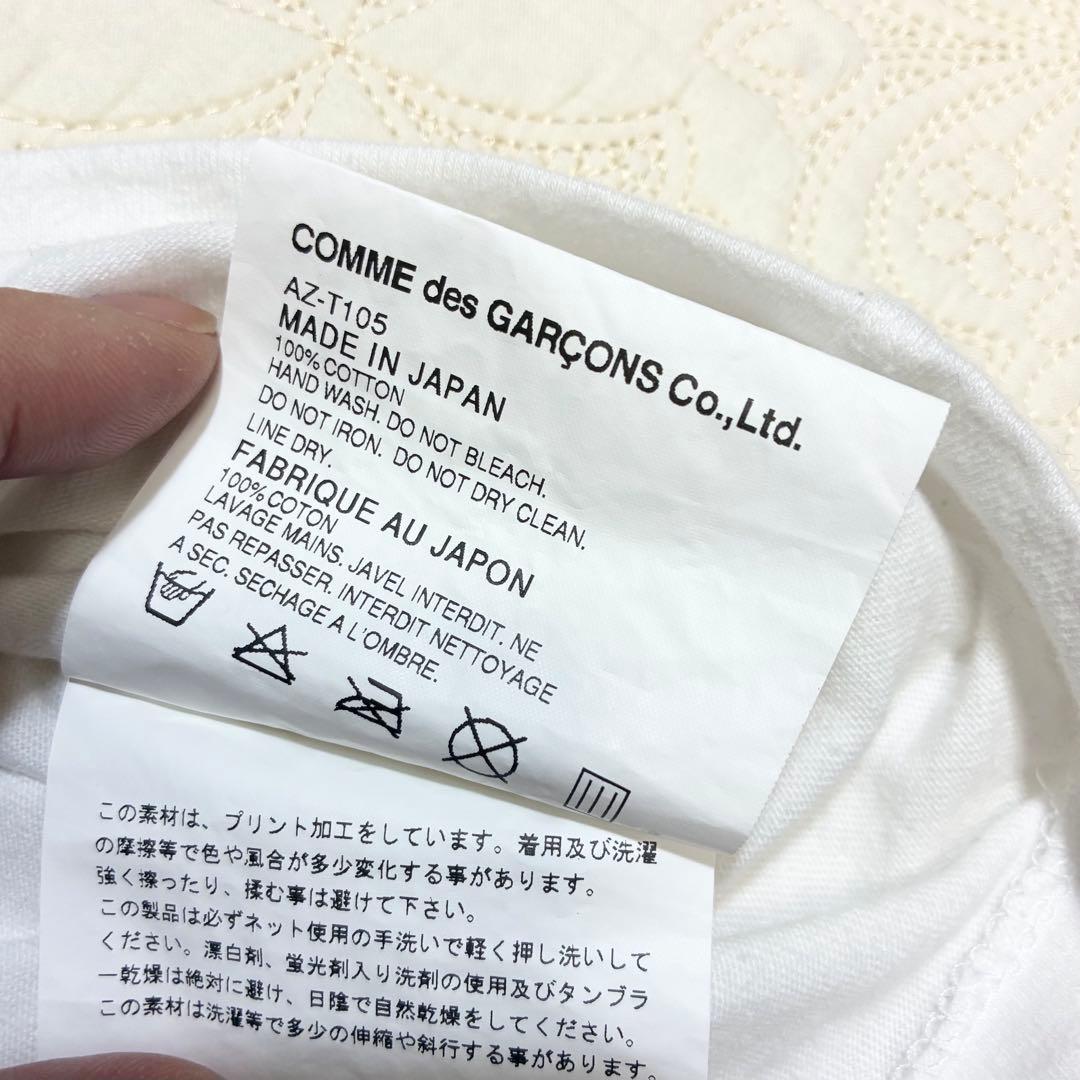 COMME des GARÇONS Co.,Ltd.
AZ-T105
MADE IN JAPAN
100% COTTON
HAND WASH. DO NOT BLEACH.
DO NOT IRON. DO NOT DRY CLEAN.
LINE DRY.
FABRIQUE AU JAPON
100% COTON
LAVAGE MAINS. JAVEL INTERDIT. NE
PAS REPASSER. INTERDIT NETTOYAGE
A SEC. SECHAGE A L'OMBRE.
この素材は、プリント加工をしています。着用及び洗濯
の摩擦等で色や風合が多少変化する事があります。
強く擦ったり、揉む事は避けて下さい。
この製品は必ずネット使用の手洗いで軽く押し洗いして
ください。漂白剤、蛍光剤入り洗剤の使用及びタンブラ
ー乾燥は絶対に避け、日陰で自然乾燥をしてください。
この素材は洗濯等で多少の伸縮や斜行する事があります。